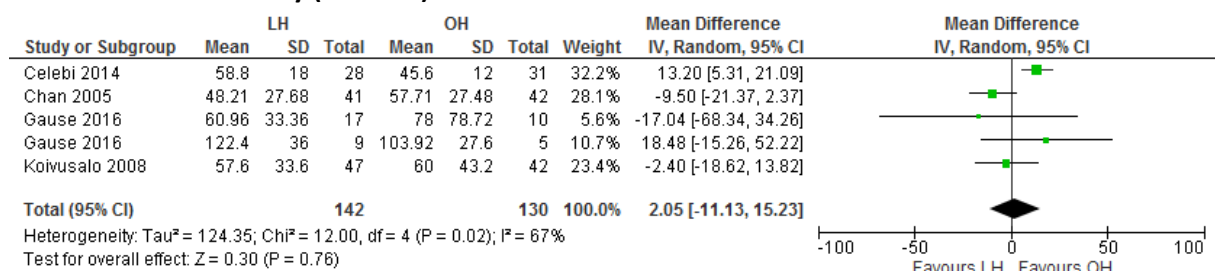 LH OH Mean Difference Mean Difference
Study or Subgroup Mean SD Total Mean SD Total Weight IV, Random, 95% CI IV, Random, 95% CI
Celebi 2014 58.8 18 28 45.6 12 31 32.2% 13.20 [5.31, 21.09]
Chan 2005 48.21 27.68 41 57.71 27.48 42 28.1% -9.50 [-21.37, 2.37]
Gause 2016 60.96 33.36 17 78 78.72 10 5.6% -17.04 [-68.34, 34.26]
Gause 2016 122.4 36 9 103.92 27.6 5 10.7% 18.48 [-15.26, 52.22]
Koivusalo 2008 57.6 33.6 47 60 43.2 42 23.4% -2.40 [-18.62, 13.82]
Total (95% CI) 142 130 100.0% 2.05 [-11.13, 15.23]
Heterogeneity: Tau² = 124.35; Chi² = 12.00, df = 4 (P = 0.02); I² = 67%
Test for overall effect: Z = 0.30 (P = 0.76)
-100 -50 0 50 100
Favours LH Favours OH